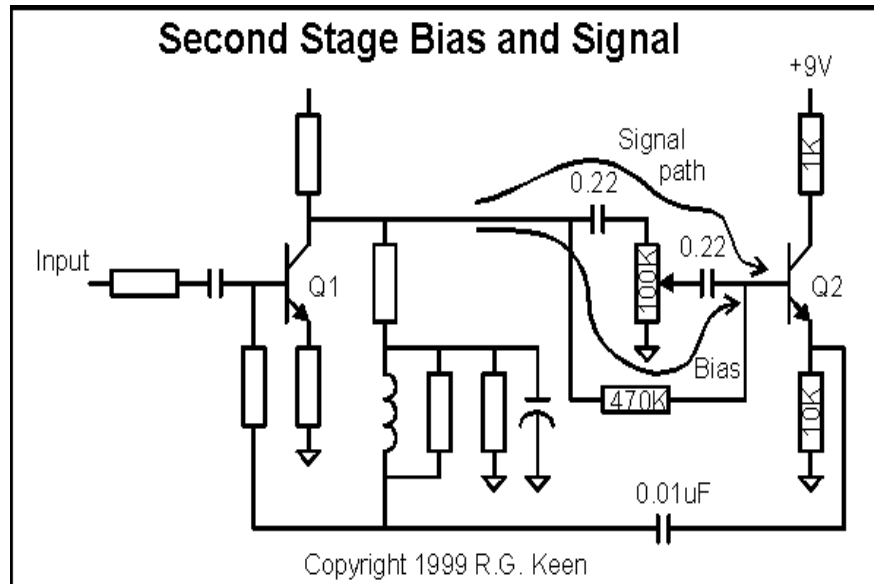 Second Stage Bias and Signal
+9V
Signal
path
1K
0.22
0.22
Input
Q1
100K
Q2
Bias
470K
10K
0.01uF
Copyright 1999 R.G. Keen